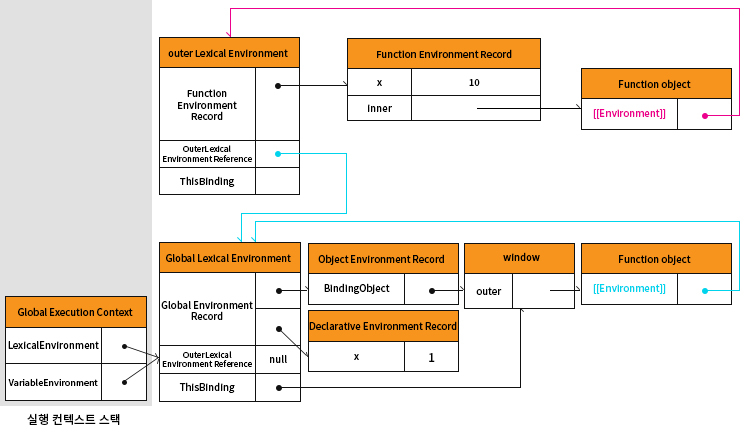 outer Lexical Environment
Function
Environment
Record
OuterLexical
Environment Reference
ThisBinding
Function Environment Record
x 10
inner
Function object
[[Environment]]
Global Lexical Environment
Global Environment
Record
OuterLexical
Environment Reference
null
ThisBinding
Object Environment Record
BindingObject
Declarative Environment Record
x 1
window
outer
Function object
[[Environment]]
Global Execution Context
LexicalEnvironment
VariableEnvironment
실행 컨텍스트 스택